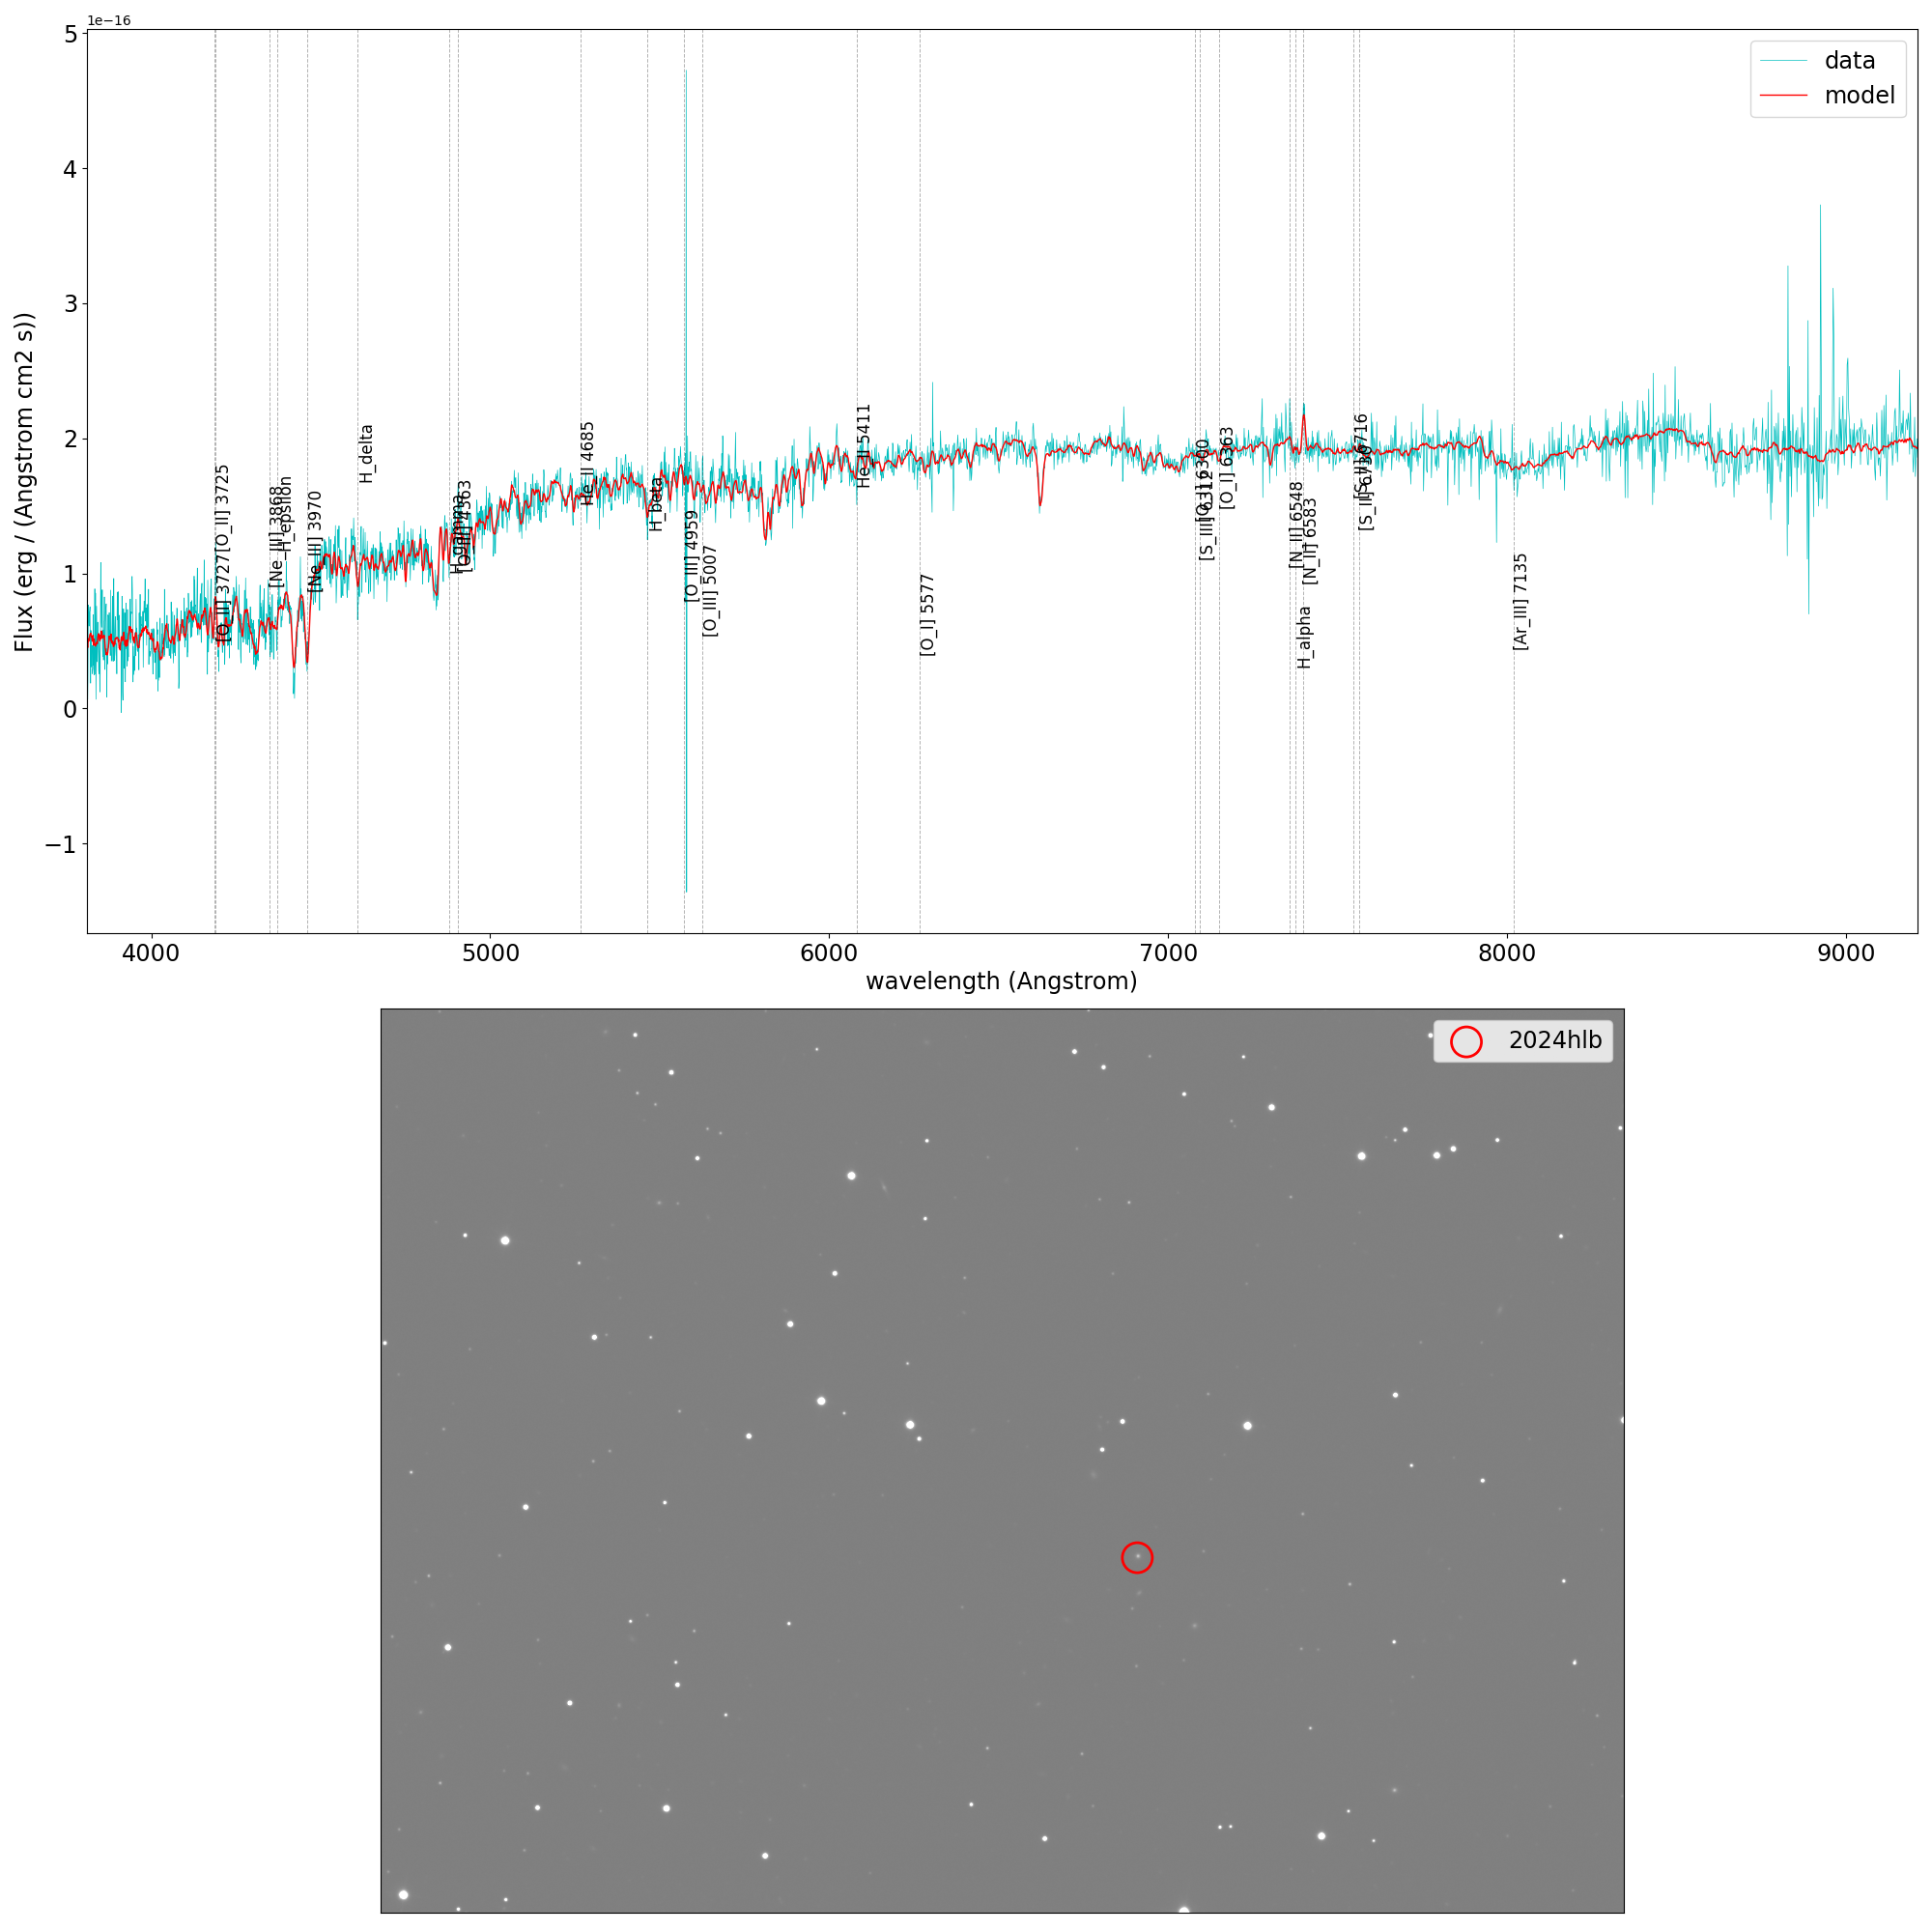 1e−16
5
4
3
2
1
0
−1
Flux (erg / (Angstrom cm2 s))
data
model
[O_II] 3727
[O_II] 3725
[Ne_III] 3868
H_epsilon
[Ne_III] 3970
H_delta
[O_III] 4363
He_II 4685
H_beta
[O_III] 4959
[O_III] 5007
He_II 5411
[O_I] 5577
[O_I] 6300
[S_III] 6312
[O_I] 6363
[N_II] 6548
H_alpha
[N_II] 6583
[S_II] 6716
[S_II] 6730
[Ar_III] 7135
4000
5000
6000
7000
8000
9000
wavelength (Angstrom)
2024hlb